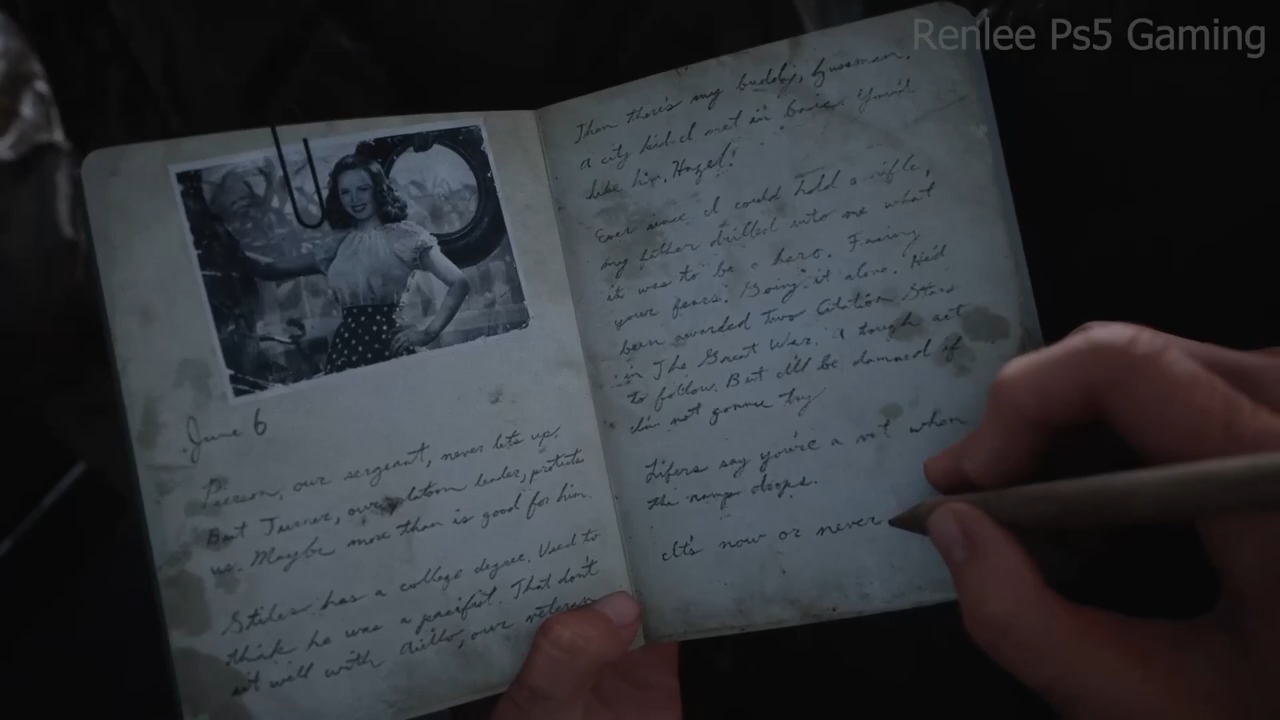 Renlee Ps5 Gaming
June 6
Pierson, our sergeant, never lets up.
But Turner, our platoon leader, protects
us. Maybe more than is good for him.
Stiles has a college degree. Used to
think he was a pacifist. That don't
sit well with Aiello, our veteran
Then there's my buddy, Zussman,
a city kid I met in basic. You'd
like him, Hazel!
Ever since I could hold a rifle,
my father drilled into me what
it was to be a hero. Facing
your fears. Going it alone. He'd
been awarded two Citation Stars
in The Great War. A tough act
to follow. But I'll be damned if
I'm not gonna try
Lifers say you're a vet when
the ramp drops.
It's now or never